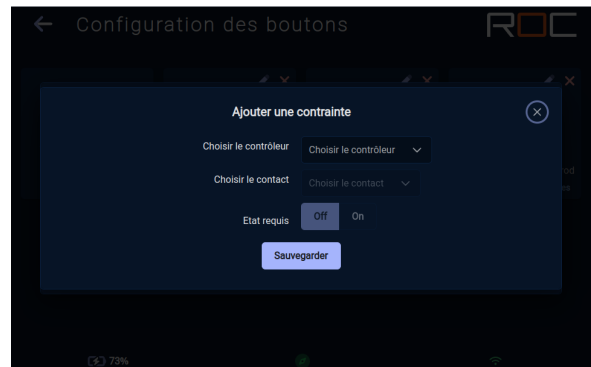 Configuration des boutons
ROC
Ajouter une contrainte
Choisir le contrôleur
Choisir le contrôleur
Choisir le contact
Choisir le contact
Etat requis
Off
On
Sauvegarder
73%